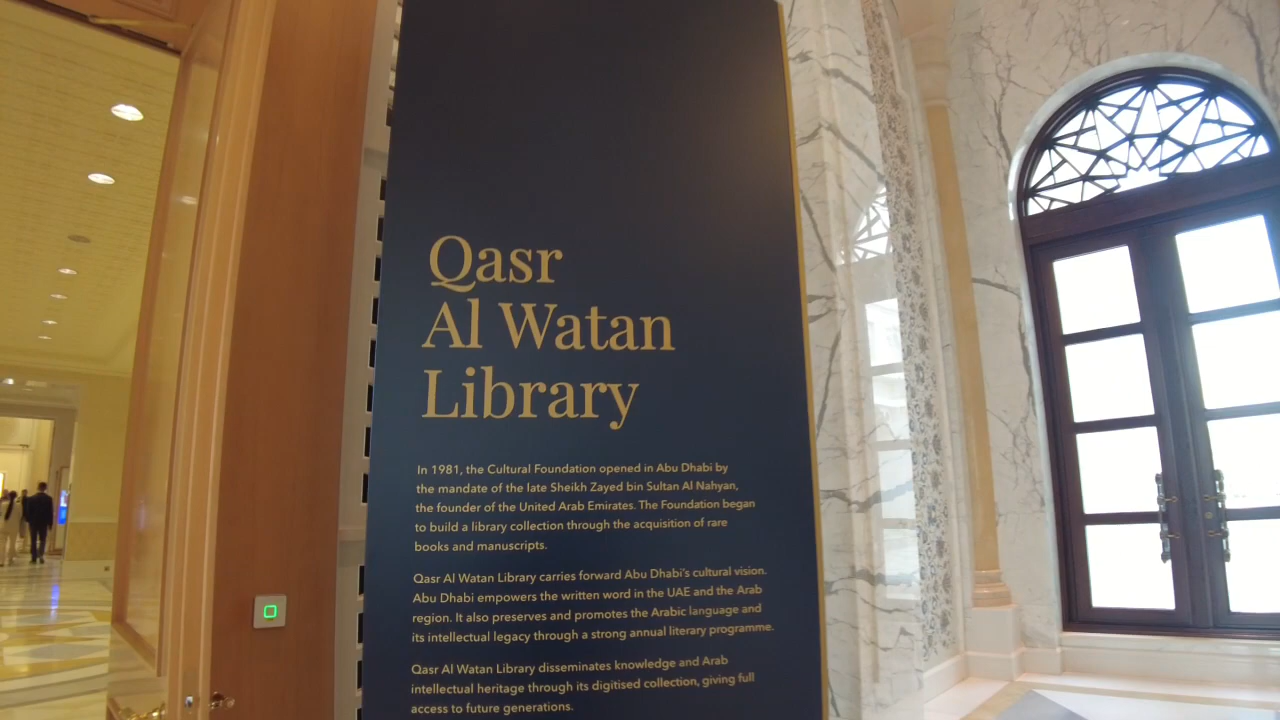 Qasr
Al Watan
Library
In 1981, the Cultural Foundation opened in Abu Dhabi by
the mandate of the late Sheikh Zayed bin Sultan Al Nahyan,
the founder of the United Arab Emirates. The Foundation began
to build a library collection through the acquisition of rare
books and manuscripts.
Qasr Al Watan Library carries forward Abu Dhabi's cultural vision.
Abu Dhabi empowers the written word in the UAE and the Arab
region. It also preserves and promotes the Arabic language and
its intellectual legacy through a strong annual literary programme.
Qasr Al Watan Library disseminates knowledge and Arab
intellectual heritage through its digitised collection, giving full
access to future generations.